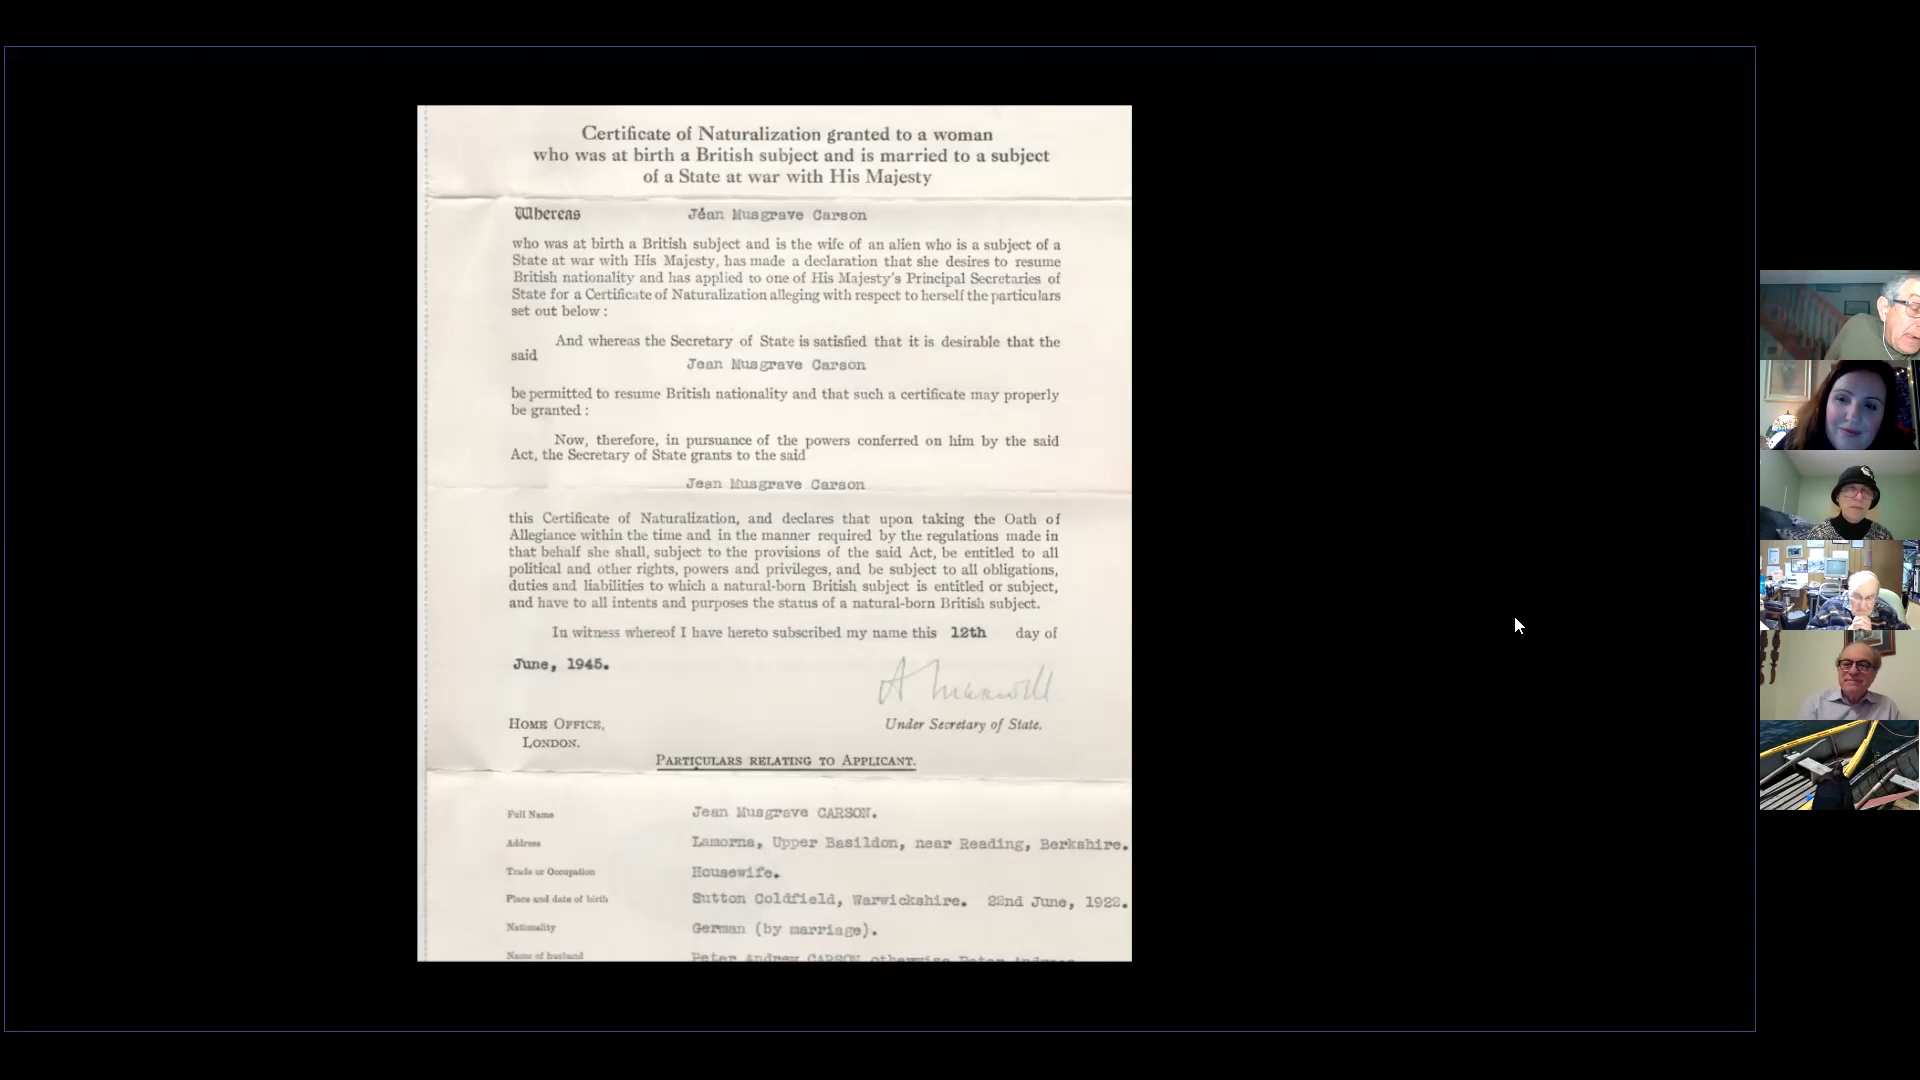 Certificate of Naturalization granted to a woman
who was at birth a British subject and is married to a subject
of a State at war with His Majesty
Whereas Jean Musgrave Carson
who was at birth a British subject and is the wife of an alien who is a subject of a
State at war with His Majesty, has made a declaration that she desires to resume
British nationality and has applied to one of His Majesty's Principal Secretaries of
State for a Certificate of Naturalization alleging with respect to herself the particulars
set out below :
And whereas the Secretary of State is satisfied that it is desirable that the
said
Jean Musgrave Carson
be permitted to resume British nationality and that such a certificate may properly
be granted :
Now, therefore, in pursuance of the powers conferred on him by the said
Act, the Secretary of State grants to the said
Jean Musgrave Carson
this Certificate of Naturalization, and declares that upon taking the Oath of
Allegiance within the time and in the manner required by the regulations made in
that behalf she shall, subject to the provisions of the said Act, be entitled to all
political and other rights, powers and privileges, and be subject to all obligations,
duties and liabilities to which a natural-born British subject is entitled or subject,
and have to all intents and purposes the status of a natural-born British subject.
In witness whereof I have hereto subscribed my name this 12th day of
June, 1945.
A Maxwell
HOME OFFICE, Under Secretary of State.
LONDON.
PARTICULARS RELATING TO APPLICANT.
Full Name Jean Musgrave CARSON.
Address Lamorna, Upper Basildon, near Reading, Berkshire.
Trade or Occupation Housewife.
Place and date of birth Sutton Coldfield, Warwickshire. 22nd June, 1922.
Nationality German (by marriage).
Name of husband Peter Andrew CARSON otherwise Peter